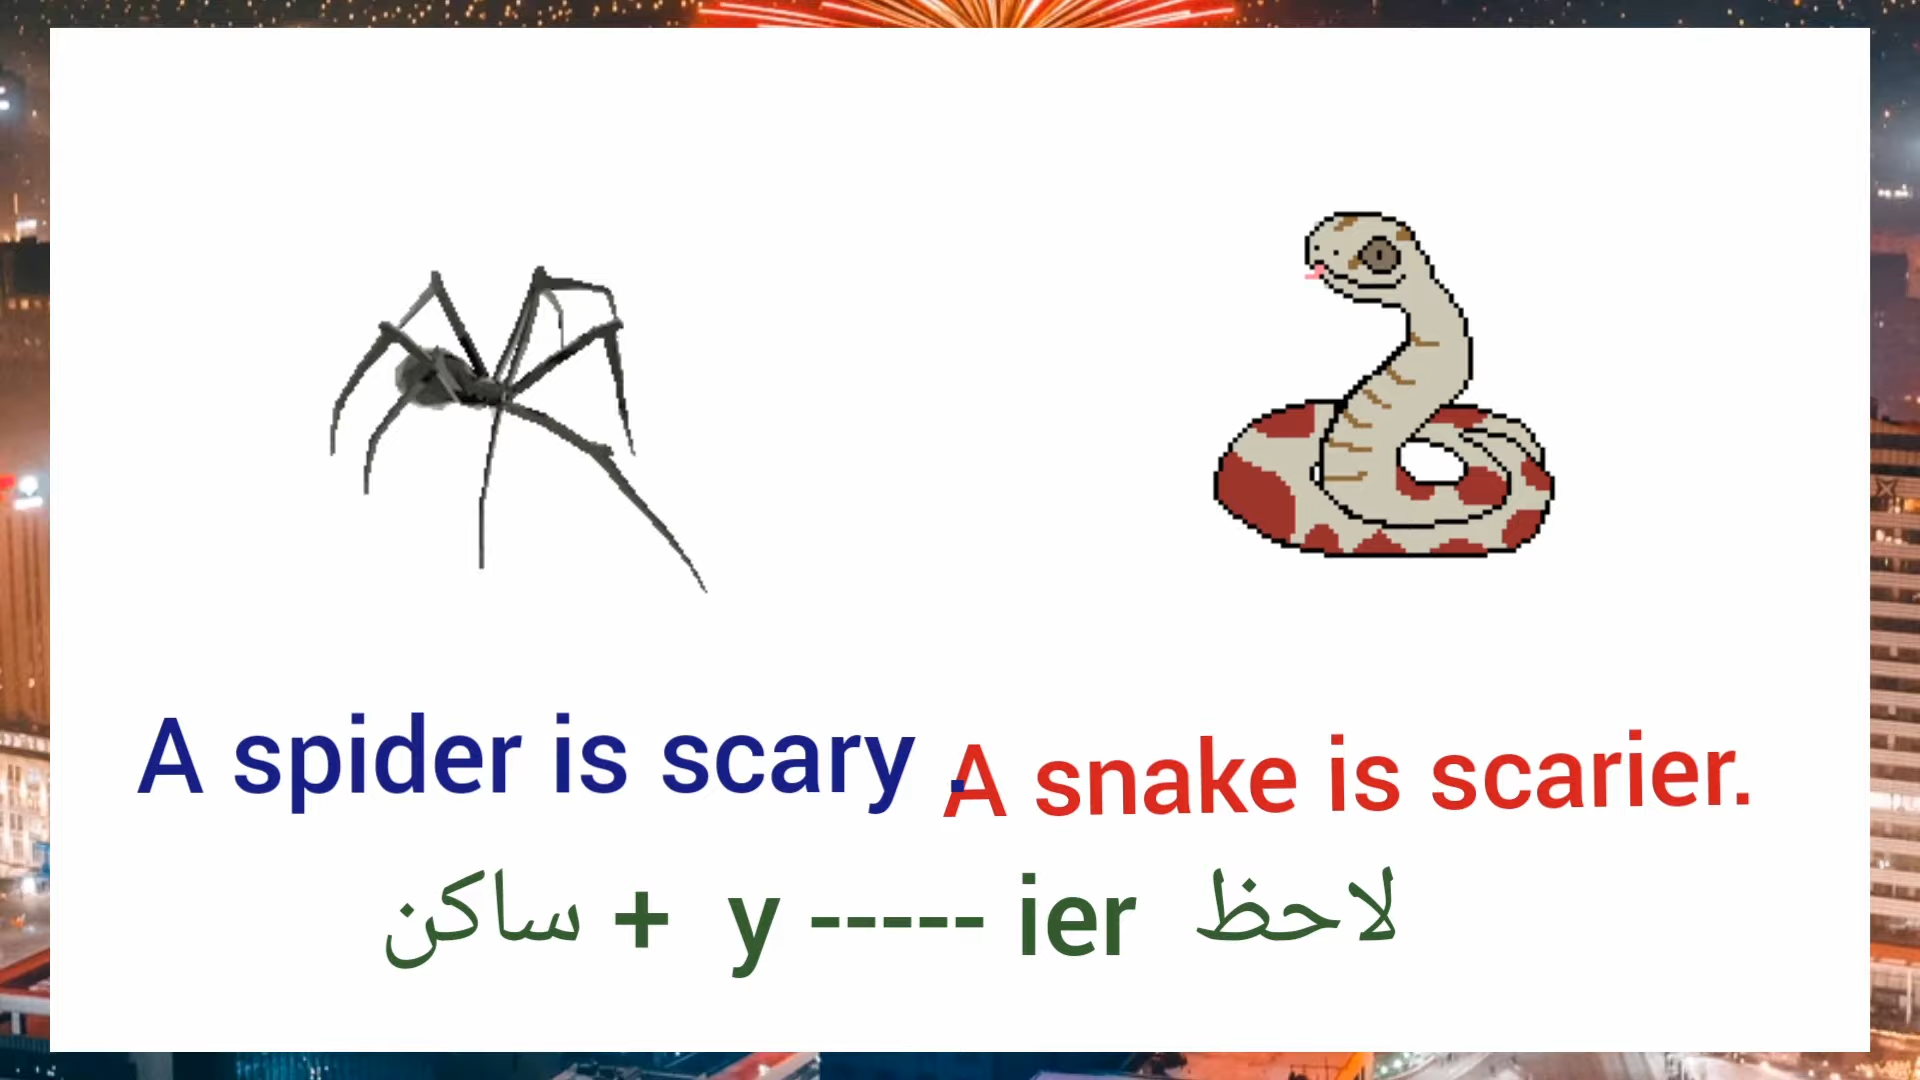 A spider is scary .
A snake is scarier.
ساكن + y ----- ier لاحظ